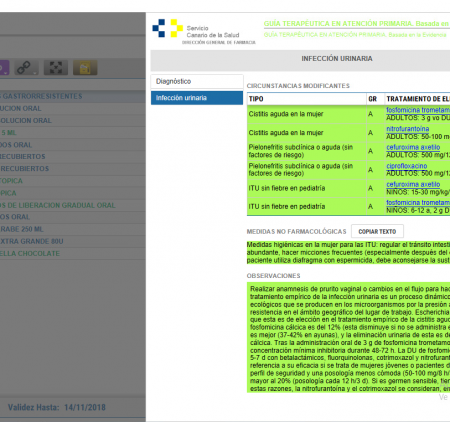 Servicio
Canario de la Salud
DIRECCIÓN GENERAL DE FARMACIA
GUÍA TERAPÉUTICA EN ATENCIÓN PRIMARIA, Basada en
GUÍA TERAPÉUTICA EN ATENCIÓN PRIMARIA, Basada en la Evidencia
INFECCIÓN URINARIA
Diagnóstico
Infección urinaria
CIRCUNSTANCIAS MODIFICANTES
TIPO GR TRATAMIENTO DE EL
Cistitis aguda en la mujer A fosfomicina trometam
ADULTOS: 3 g vo DU
Cistitis aguda en la mujer A nitrofurantoína
ADULTOS: 50-100 m
Pielonefritis subclínica o aguda (sin factores de riesgo) A cefuroxima axetilo
ADULTOS: 500 mg/12
Pielonefritis subclínica o aguda (sin factores de riesgo) A ciprofloxacino
ADULTOS: 500 mg/12
ITU sin fiebre en pediatría A cefuroxima axetilo
NIÑOS: 15-30 mg/kg/
ITU sin fiebre en pediatría A fosfomicina trometam
NIÑOS: 6-12 a, 2 g D
MEDIDAS NO FARMACOLÓGICAS COPIAR TEXTO
Medidas higiénicas en la mujer para las ITU: regular el tránsito intesti
abundante, hacer micciones frecuentes (especialmente después del
paciente utiliza diafragma con espermicida, debe aconsejarse la sust
OBSERVACIONES
Realizar anamnesis de prurito vaginal o cambios en el flujo para hac
tratamiento empírico de la infección urinaria es un proceso dinámico
ecológicos que se producen en los microorganismos por la presión a
resistencia en el ámbito geográfico del lugar de trabajo. Escherichia
que esta es de elección en el tratamiento empírico de la cistitis agud
fosfomicina cálcica es del 12% (esta disminuye si no se administra e
es mejor (37-42% en ayunas), y la eliminación urinaria de esta es de
cálcica. Tras la administración oral de 3 g de fosfomicina trometamo
concentración mínima inhibitoria durante 48-72 h. La DU de fosfomi
5-7 d con betalactámicos, fluorquinolonas, cotrimoxazol y nitrofurant
referencia a su eficacia si se trata de mujeres jóvenes o pacientes d
perfil de seguridad y una posología menos cómoda (50-100 mg/8 h/
mayor al 20% (posología cada 12 h/3 d). Si es germen sensible, tien
estas razones, la nitrofurantoína y el cotrimoxazol se consideran, en
GASTRORRESISTENTES
UCION ORAL
OLUCION ORAL
5 ML
DOS ORAL
RECUBIERTOS
RECUBIERTOS
TOPICA
OPICA
OS DE LIBERACION GRADUAL ORAL
OS ORAL
RABE 250 ML
EXTRA GRANDE 80U
ELLA CHOCOLATE
Validez Hasta: 14/11/2018
Ve